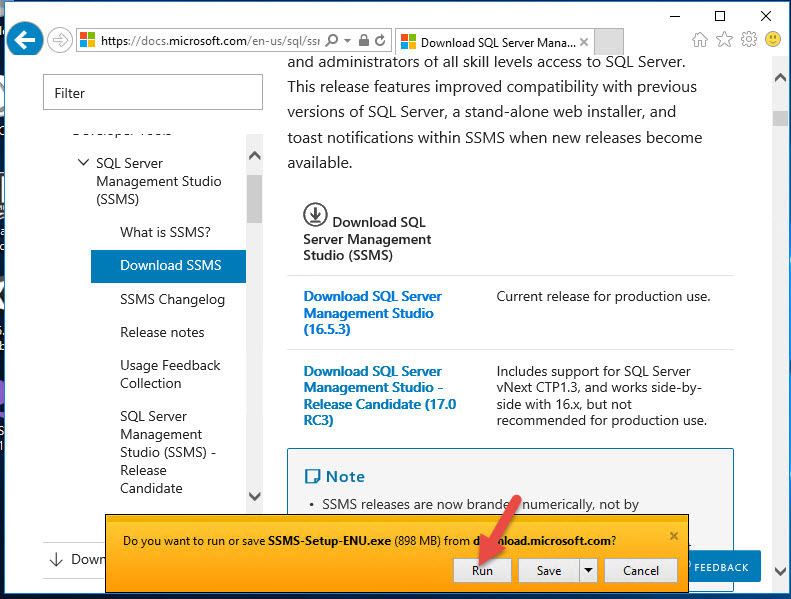 https://docs.microsoft.com/en-us/sql/ssr
Download SQL Server Mana...
Filter
Developer Tools
SQL Server
Management Studio
(SSMS)
What is SSMS?
Download SSMS
SSMS Changelog
Release notes
Usage Feedback
Collection
SQL Server
Management
Studio (SSMS) -
Release
Candidate
Down
and administrators of all skill levels access to SQL Server.
This release features improved compatibility with previous
versions of SQL Server, a stand-alone web installer, and
toast notifications within SSMS when new releases become
available.
Download SQL
Server Management
Studio (SSMS)
Download SQL Server
Management Studio
(16.5.3)
Current release for production use.
Download SQL Server
Management Studio -
Release Candidate (17.0
RC3)
Includes support for SQL Server
vNext CTP1.3, and works side-by-
side with 16.x, but not
recommended for production use.
Note
• SSMS releases are now branded numerically, not by
Do you want to run or save SSMS-Setup-ENU.exe (898 MB) from download.microsoft.com?
Run
Save
Cancel
FEEDBACK